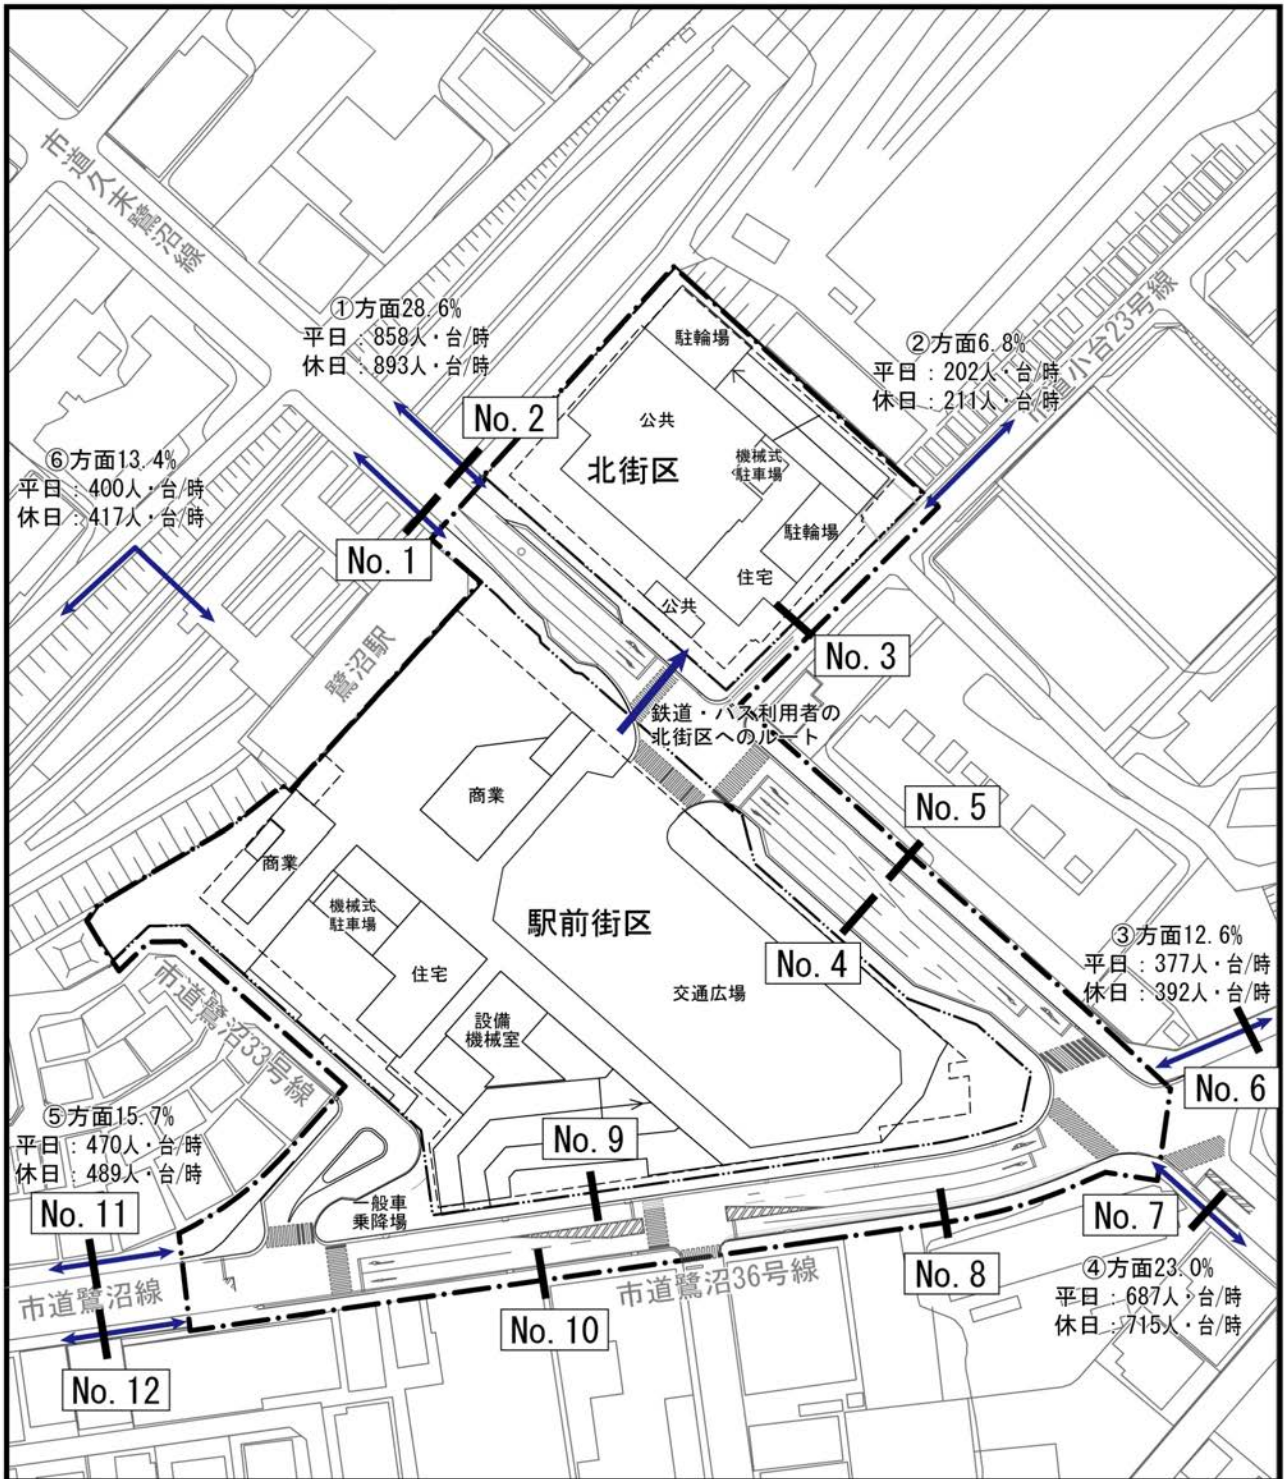 市道久末鷺沼線
①方面28.6%
平日：858人・台/時
休日：893人・台/時
②方面6.8%
平日：202人・台/時
休日：211人・台/時
市道小台23号線
駐輪場
公共
北街区
機械式
駐車場
駐輪場
住宅
公共
No. 2
No. 1
⑥方面13.4%
平日：400人・台/時
休日：417人・台/時
鷺沼駅
No. 3
鉄道・バス利用者の
北街区へのルート
商業
商業
機械式
駐車場
住宅
設備
機械室
駅前街区
交通広場
No. 5
No. 4
③方面12.6%
平日：377人・台/時
休日：392人・台/時
No. 6
市道鷺沼33号線
⑤方面15.7%
平日：470人・台/時
休日：489人・台/時
No. 11
一般車
乗降場
No. 9
No. 7
④方面23.0%
平日：687人・台/時
休日：715人・台/時
No. 8
市道鷺沼線
市道鷺沼36号線
No. 10
No. 12